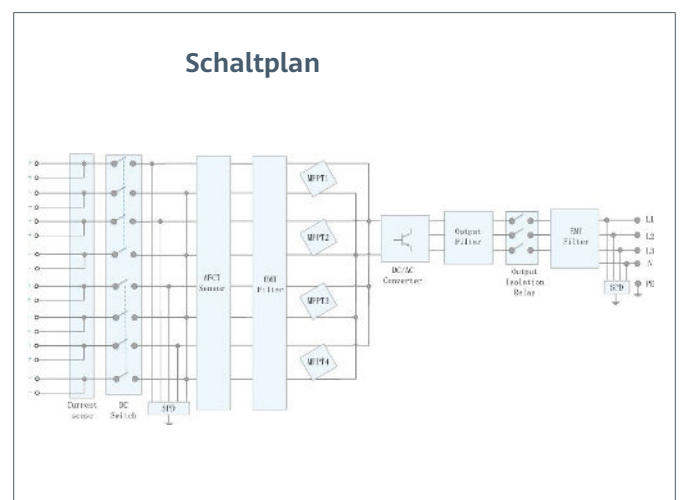 Schaltplan
MPPT1
MPPT2
MPPT3
MPPT4
AFCI
Sensor
EMI
Filter
DC/AC
Converter
Output
Filter
Output
Isolation
Relay
EMI
Filter
L1
L2
L3
N
PE
SPD
Current
sense
DC
Switch
SPD